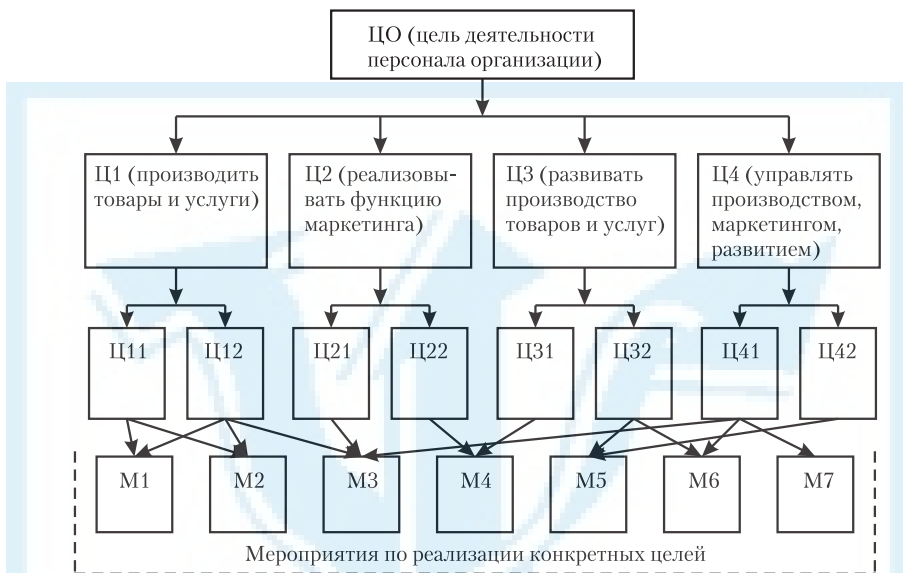 ЦО (цель деятельности
персонала организации)
Ц1 (производить
товары и услуги)
Ц2 (реализовы-
вать функцию
маркетинга)
Ц3 (развивать
производство
товаров и услуг)
Ц4 (управлять
производством,
маркетингом,
развитием)
Ц11
Ц12
Ц21
Ц22
Ц31
Ц32
Ц41
Ц42
М1
М2
М3
М4
М5
М6
М7
Мероприятия по реализации конкретных целей